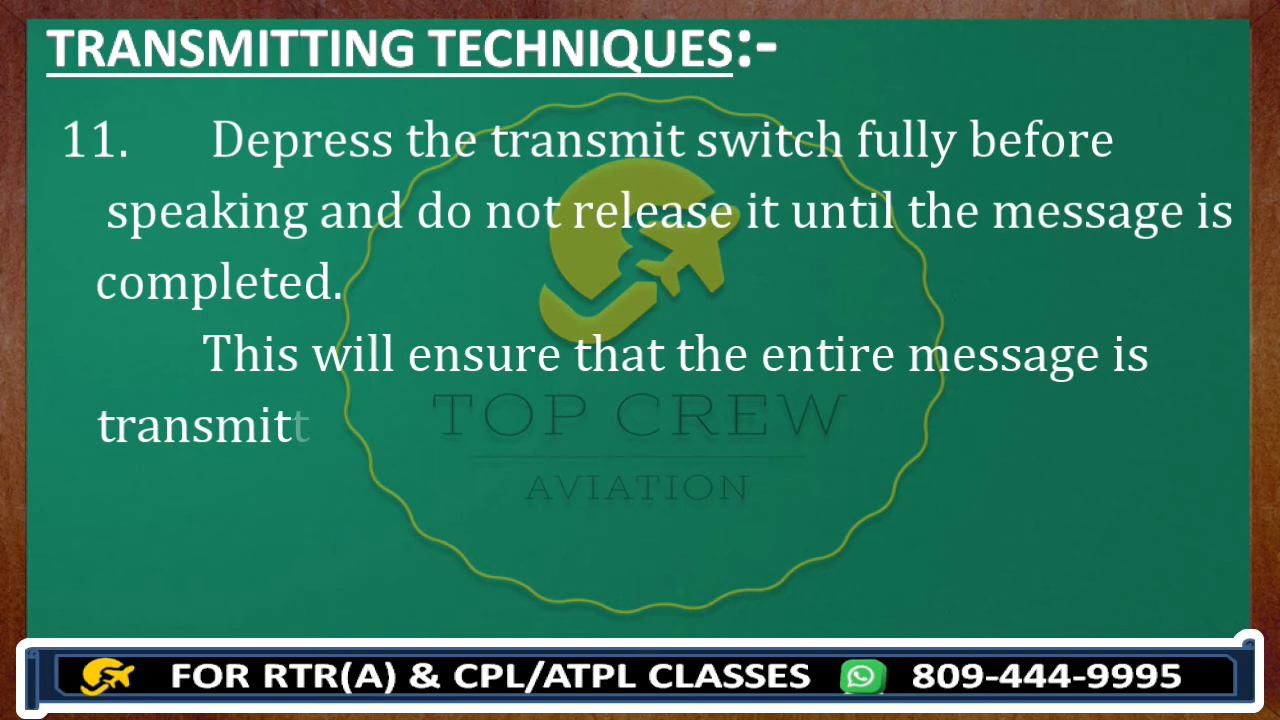 TRANSMITTING TECHNIQUES:-
11. Depress the transmit switch fully before
speaking and do not release it until the message is
completed.
This will ensure that the entire message is
transmitt
TOP CREW
AVIATION
FOR RTR(A) & CPL/ATPL CLASSES 809-444-9995